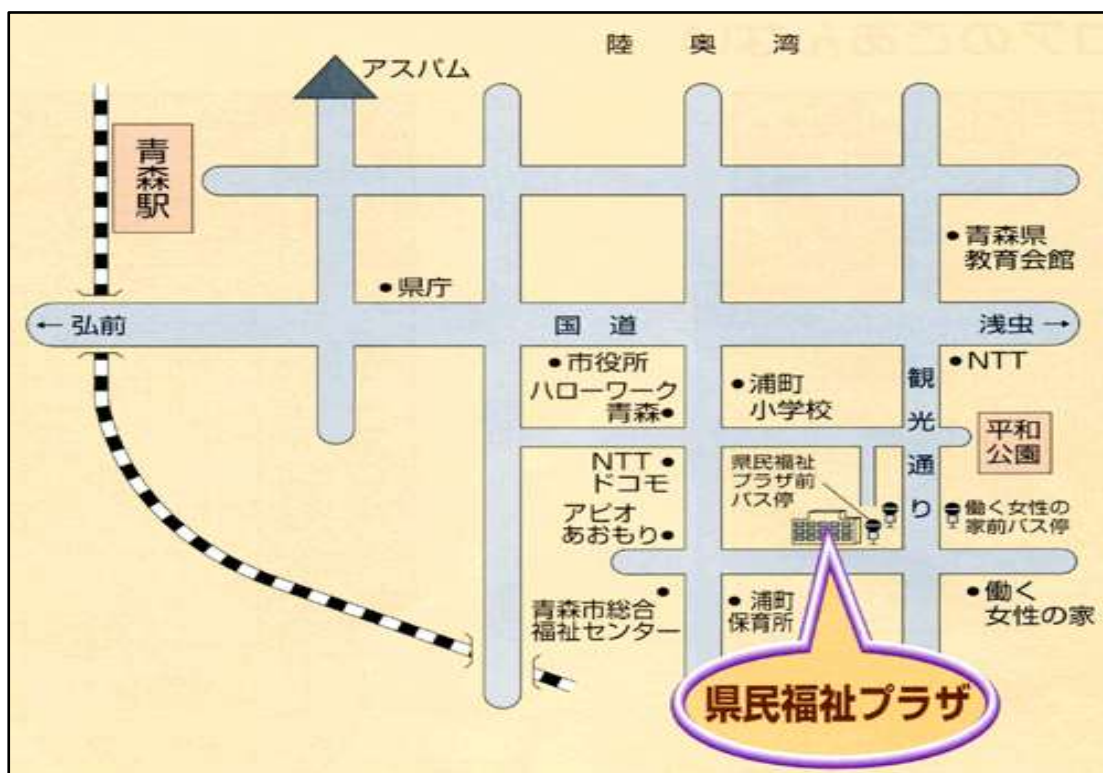 陸奥湾
アスパム
青森駅
青森県
教育会館
県庁
←弘前
国道
浅虫→
市役所
ハローワーク
青森
浦町
小学校
NTT
観光通り
平和
公園
NTT
ドコモ
県民福祉
プラザ前
バス停
アピオ
あおもり
働く女性の
家前バス停
青森市総合
福祉センター
浦町
保育所
働く
女性の家
県民福祉プラザ